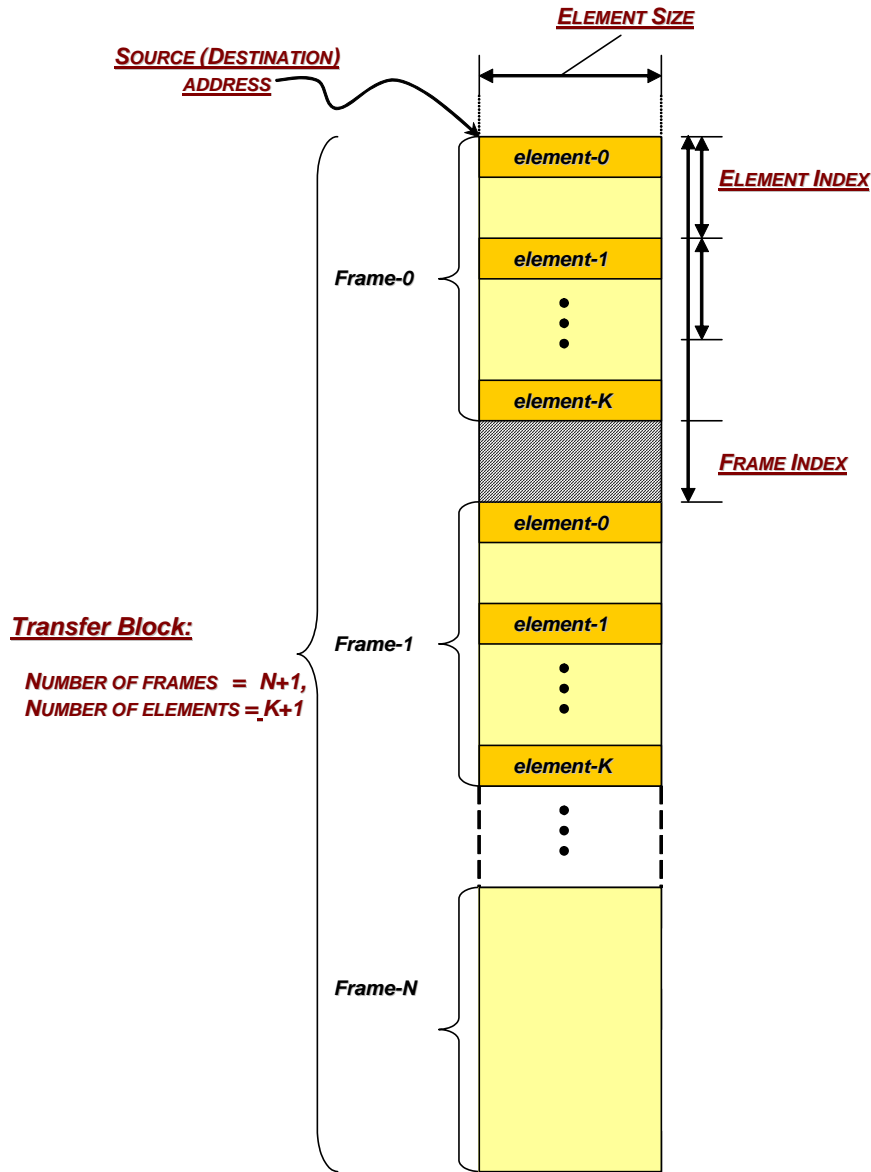 ELEMENT SIZE
SOURCE (DESTINATION)
ADDRESS
element-0
ELEMENT INDEX
element-1
Frame-0
element-K
FRAME INDEX
element-0
element-1
Transfer Block:
Frame-1
NUMBER OF FRAMES = N+1,
NUMBER OF ELEMENTS = K+1
element-K
Frame-N